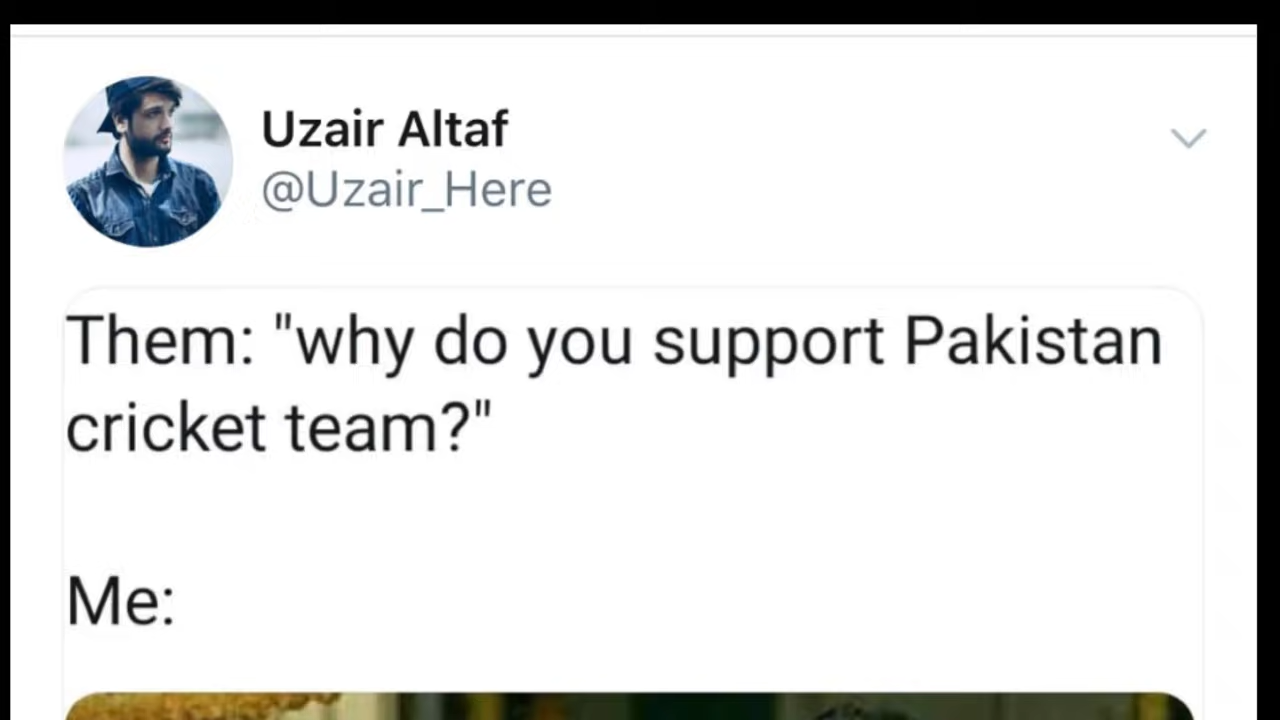 Uzair Altaf
@Uzair_Here
Them: "why do you support Pakistan
cricket team?"
Me: